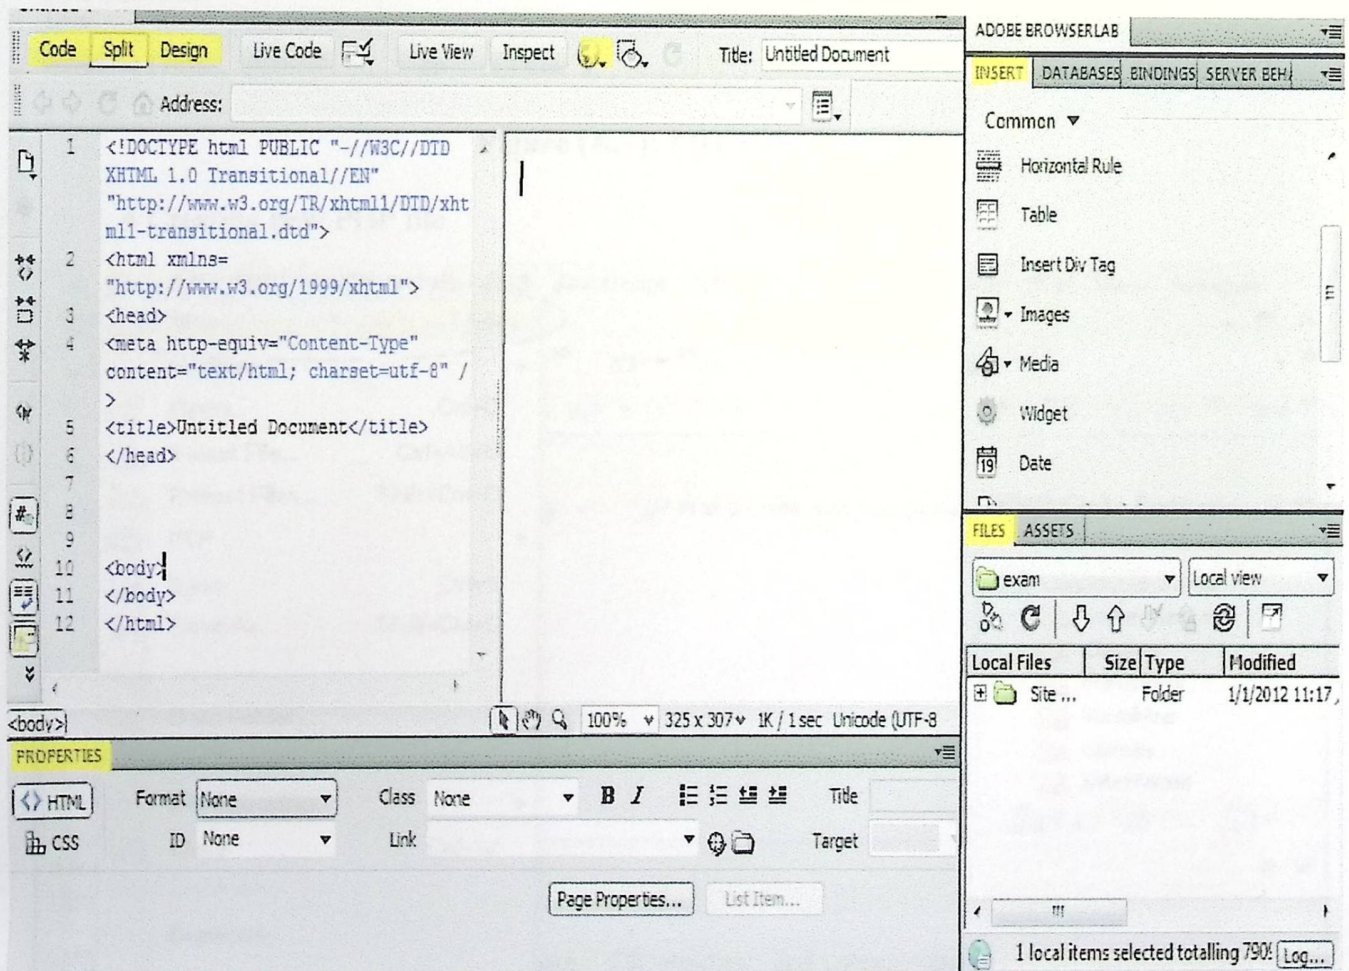 Code Split Design Live Code Live View Inspect Title: Untitled Document
Address:
1 <!DOCTYPE html PUBLIC "-//W3C//DTD
XHTML 1.0 Transitional//EN"
"http://www.w3.org/TR/xhtml1/DTD/xht
ml1-transitional.dtd">
2 <html xmlns=
"http://www.w3.org/1999/xhtml">
3 <head>
4 <meta http-equiv="Content-Type"
content="text/html; charset=utf-8" /
>
5 <title>Untitled Document</title>
6 </head>
7
8
9
10 <body>
11 </body>
12 </html>
<body>
100% 325 x 307 1K / 1 sec Unicode (UTF-8
PROPERTIES
HTML Format None Class None B I Title
CSS ID None Link Target
Page Properties... List Item...
ADOBE BROWSERLAB
INSERT DATABASES BINDINGS SERVER BEH
Common
Horizontal Rule
Table
Insert Div Tag
Images
Media
Widget
19 Date
FILES ASSETS
exam Local view
Local Files Size Type Modified
Site ... Folder 1/1/2012 11:17
1 local items selected totalling 790 Log...